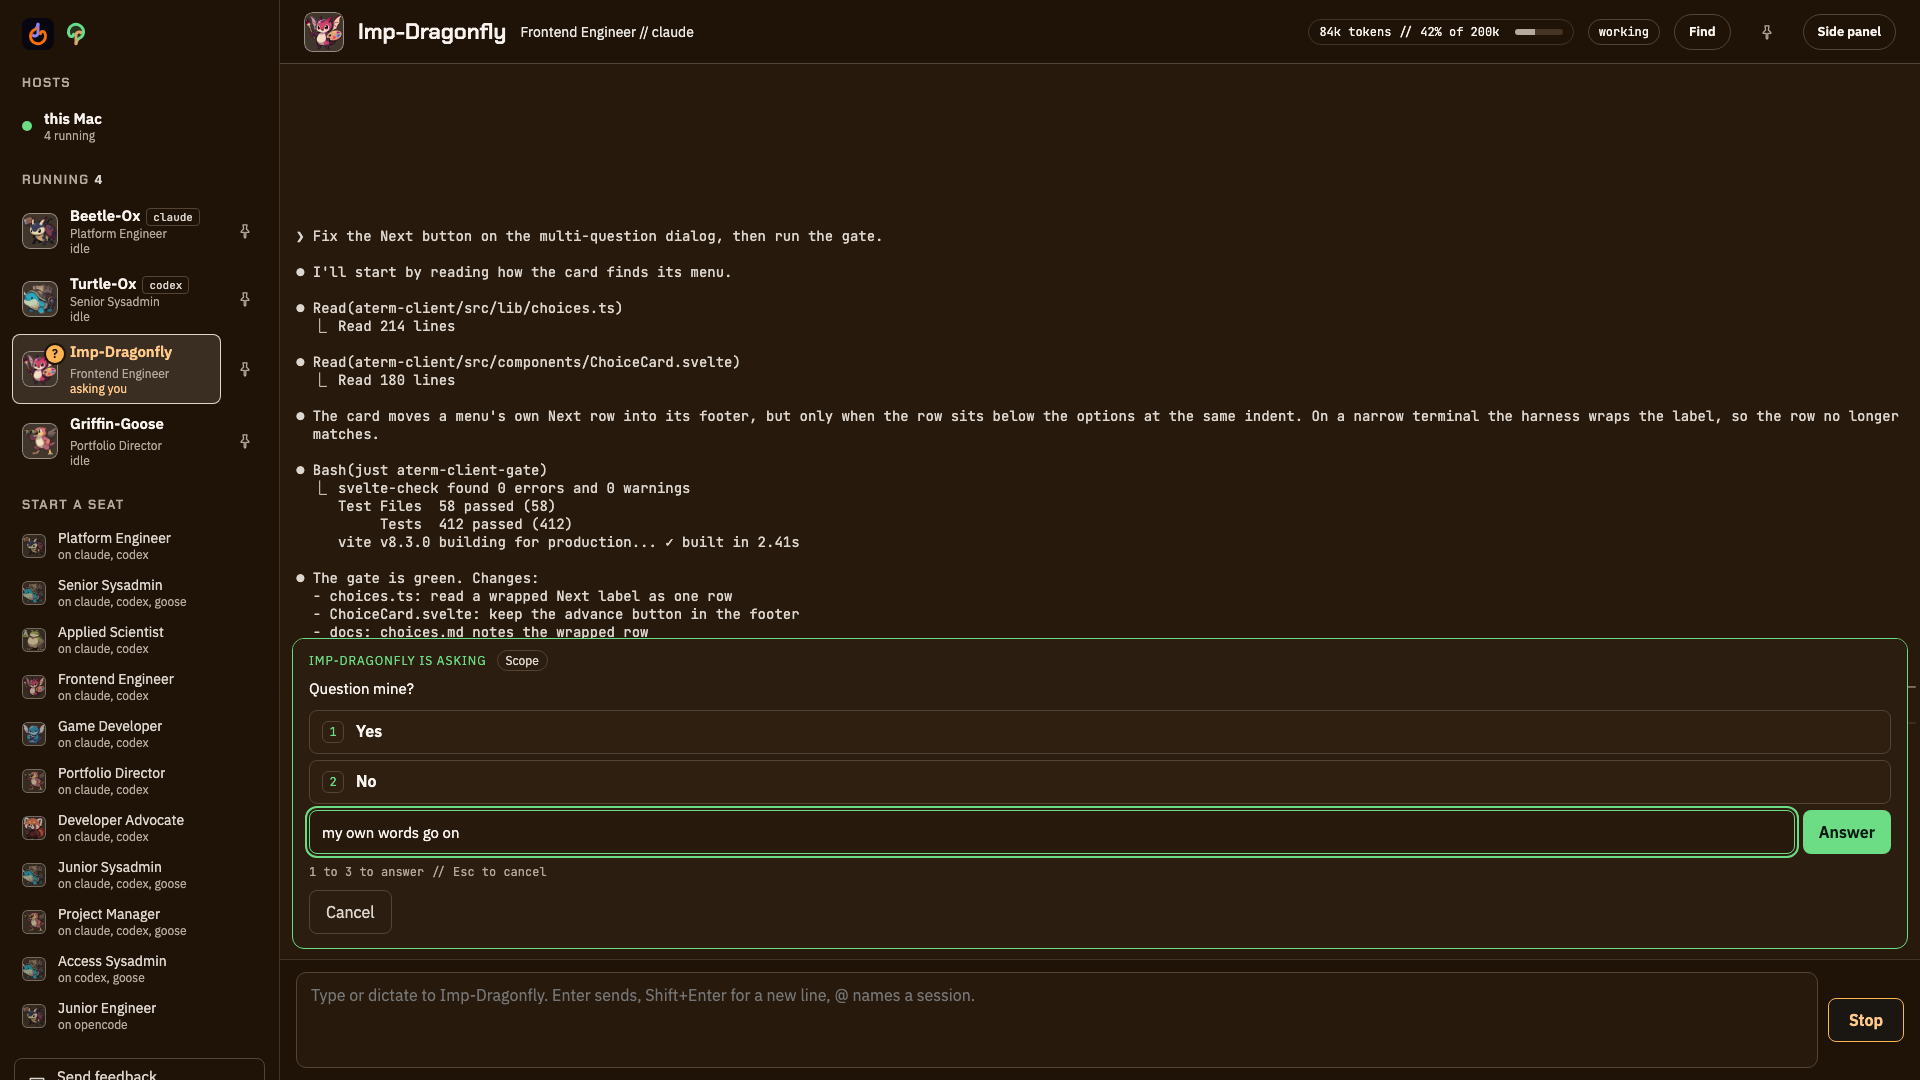 HOSTS
this Mac
4 running
RUNNING 4
Beetle-Ox claude
Platform Engineer
idle
Turtle-Ox codex
Senior Sysadmin
idle
? Imp-Dragonfly
Frontend Engineer
asking you
Griffin-Goose
Portfolio Director
idle
START A SEAT
Platform Engineer
on claude, codex
Senior Sysadmin
on claude, codex, goose
Applied Scientist
on claude, codex
Frontend Engineer
on claude, codex
Game Developer
on claude, codex
Portfolio Director
on claude, codex
Developer Advocate
on claude, codex
Junior Sysadmin
on claude, codex, goose
Project Manager
on claude, codex, goose
Access Sysadmin
on codex, goose
Junior Engineer
on opencode
Send feedback
Imp-Dragonfly Frontend Engineer // claude
84k tokens // 42% of 200k working Find Side panel
❯ Fix the Next button on the multi-question dialog, then run the gate.
● I'll start by reading how the card finds its menu.
● Read(aterm-client/src/lib/choices.ts)
⎿ Read 214 lines
● Read(aterm-client/src/components/ChoiceCard.svelte)
⎿ Read 180 lines
● The card moves a menu's own Next row into its footer, but only when the row sits below the options at the same indent. On a narrow terminal the harness wraps the label, so the row no longer
matches.
● Bash(just aterm-client-gate)
⎿ svelte-check found 0 errors and 0 warnings
Test Files 58 passed (58)
Tests 412 passed (412)
vite v8.3.0 building for production... ✓ built in 2.41s
● The gate is green. Changes:
- choices.ts: read a wrapped Next label as one row
- ChoiceCard.svelte: keep the advance button in the footer
- docs: choices.md notes the wrapped row
IMP-DRAGONFLY IS ASKING Scope
Question mine?
1 Yes
2 No
my own words go on Answer
1 to 3 to answer // Esc to cancel
Cancel
Type or dictate to Imp-Dragonfly. Enter sends, Shift+Enter for a new line, @ names a session.
Stop